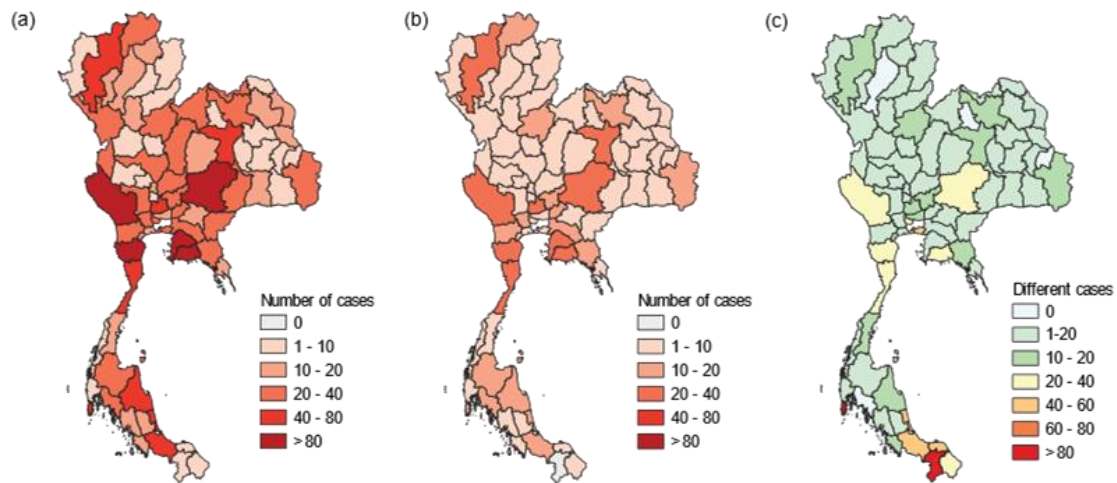 (a)
(b)
(c)
Number of cases
0
1 - 10
10 - 20
20 - 40
40 - 80
>80
Number of cases
0
1 - 10
10 - 20
20 - 40
40 - 80
>80
Different cases
0
1-20
10 - 20
20 - 40
40 - 60
60 - 80
>80